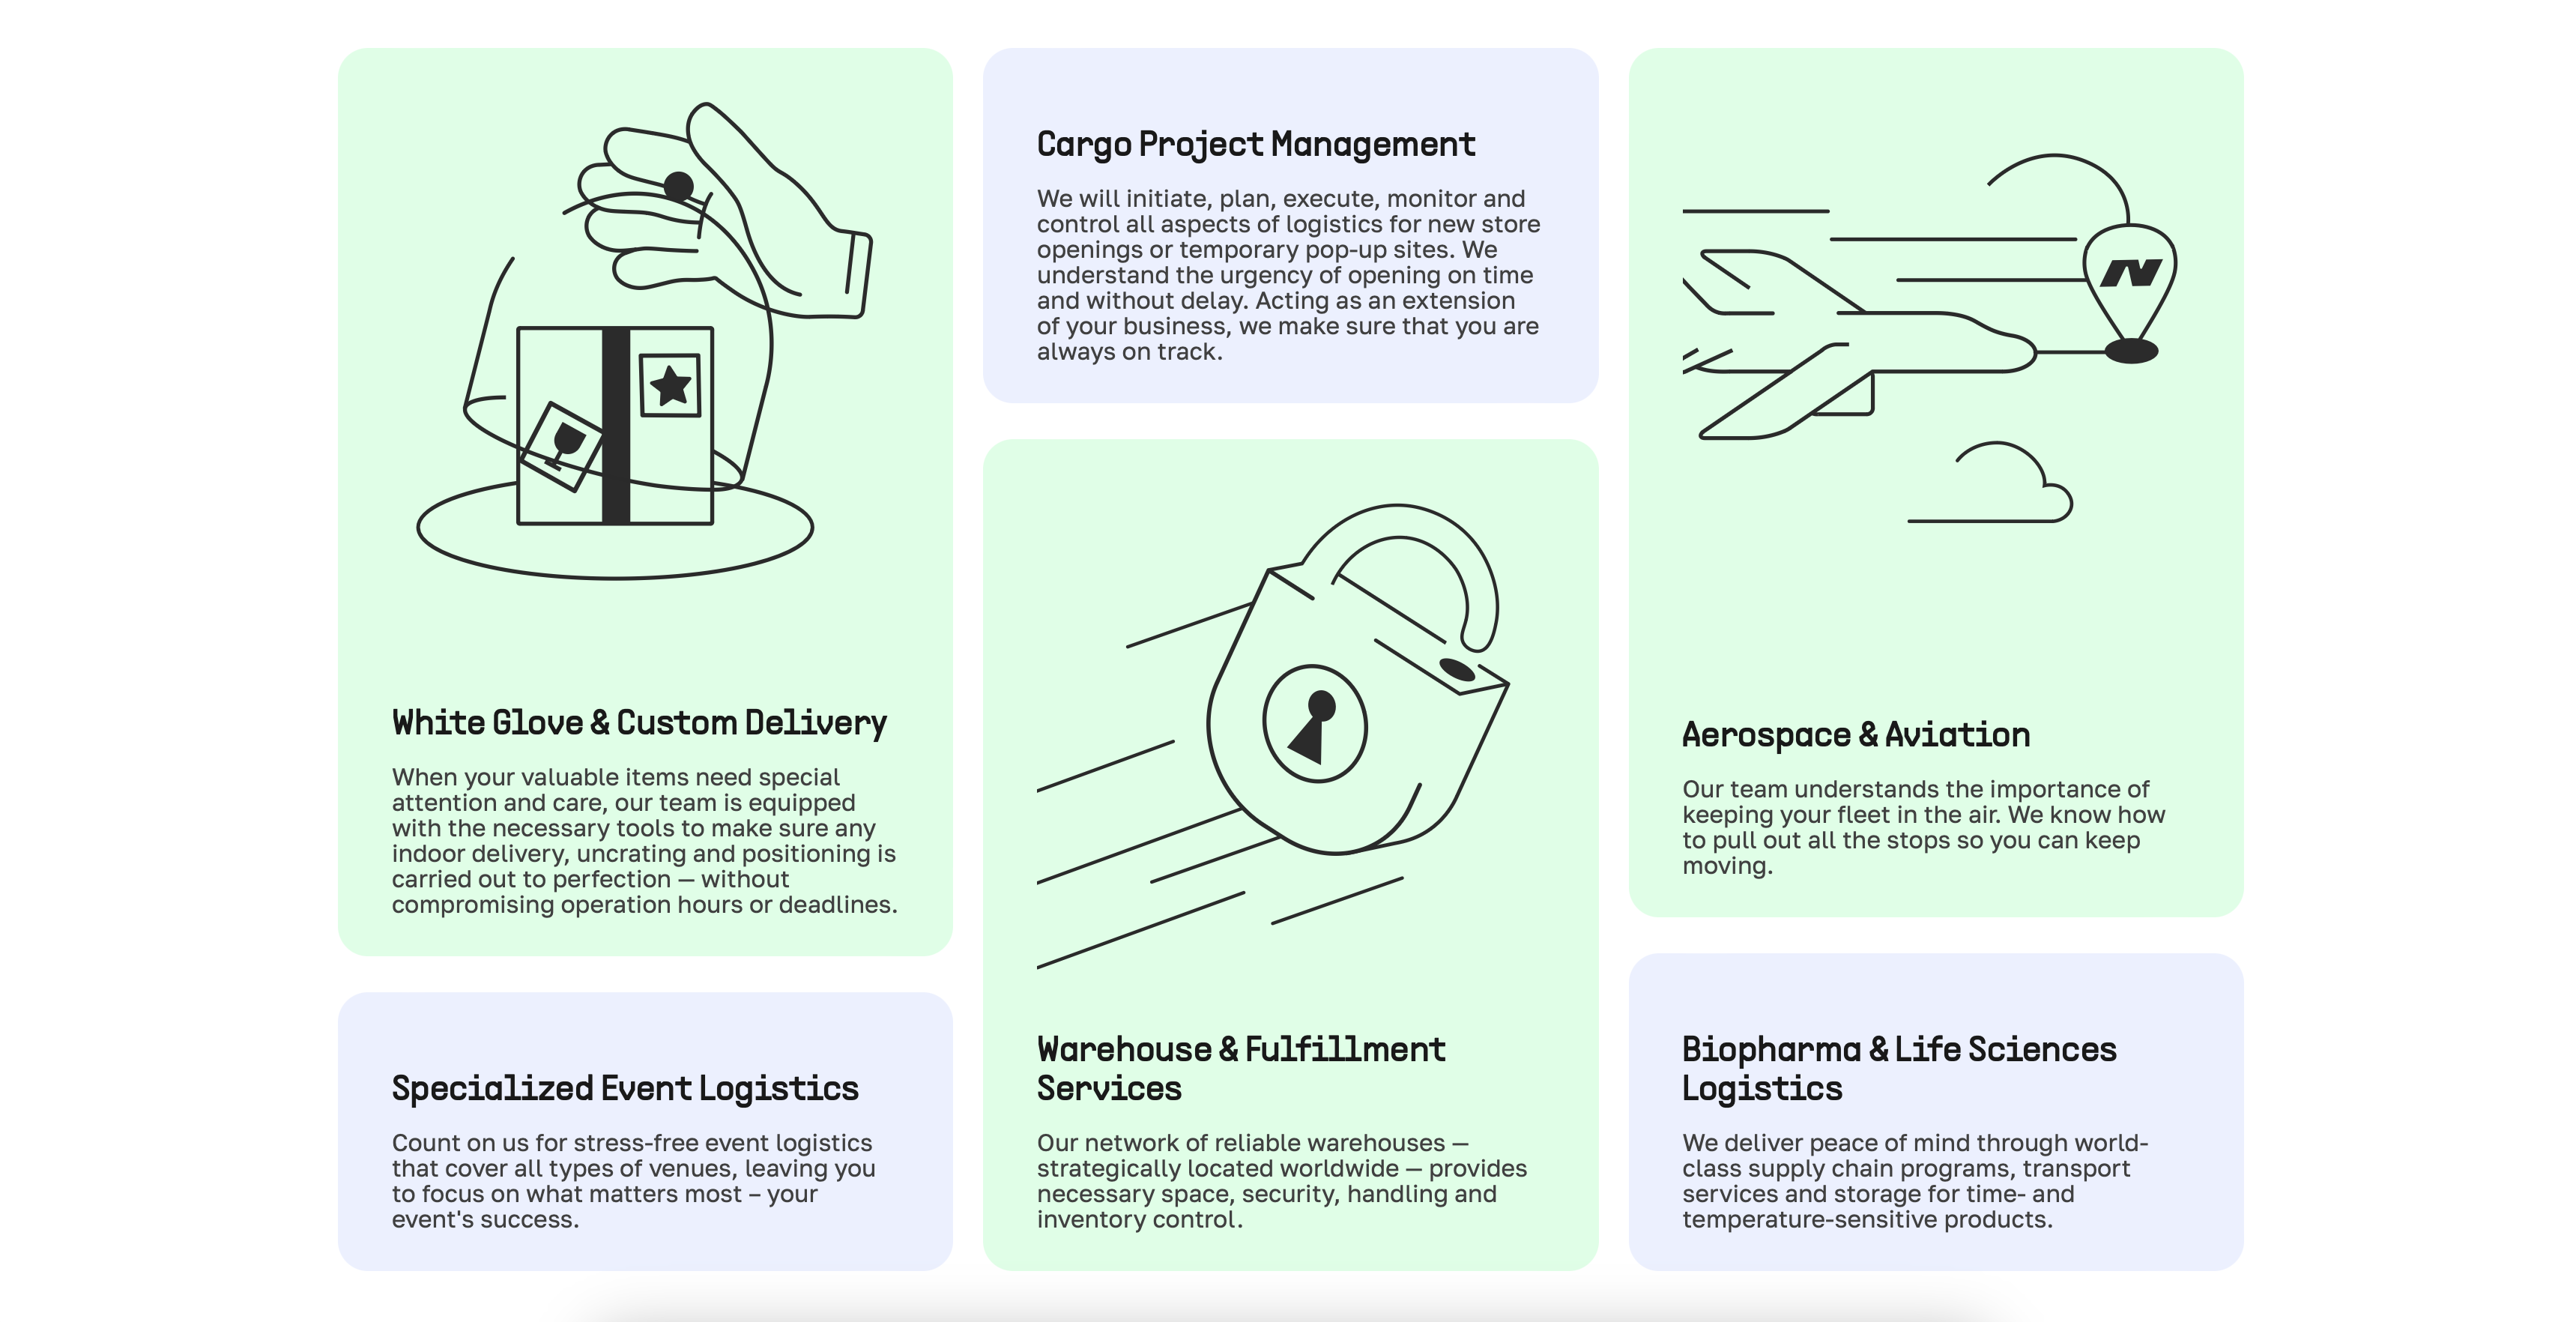 White Glove & Custom Delivery
When your valuable items need special
attention and care, our team is equipped
with the necessary tools to make sure any
indoor delivery, uncrating and positioning is
carried out to perfection — without
compromising operation hours or deadlines.
Specialized Event Logistics
Count on us for stress-free event logistics
that cover all types of venues, leaving you
to focus on what matters most – your
event's success.
Cargo Project Management
We will initiate, plan, execute, monitor and
control all aspects of logistics for new store
openings or temporary pop-up sites. We
understand the urgency of opening on time
and without delay. Acting as an extension
of your business, we make sure that you are
always on track.
Warehouse & Fulfillment
Services
Our network of reliable warehouses —
strategically located worldwide — provides
necessary space, security, handling and
inventory control.
N
Aerospace & Aviation
Our team understands the importance of
keeping your fleet in the air. We know how
to pull out all the stops so you can keep
moving.
Biopharma & Life Sciences
Logistics
We deliver peace of mind through world-
class supply chain programs, transport
services and storage for time- and
temperature-sensitive products.